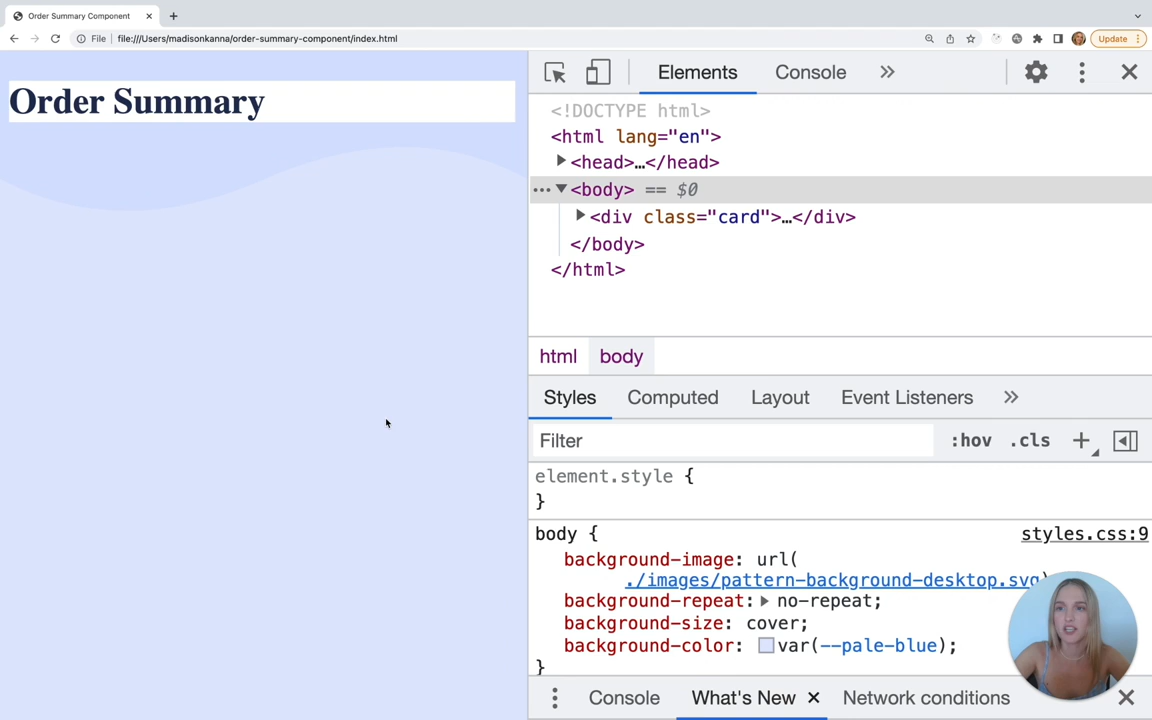 Order Summary Component
File file:///Users/madisonkanna/order-summary-component/index.html
Update
Order Summary
Elements Console
<!DOCTYPE html>
<html lang="en">
<head>…</head>
<body> == $0
<div class="card">…</div>
</body>
</html>
html body
Styles Computed Layout Event Listeners
Filter :hov .cls
element.style {
}
body { styles.css:9
background-image: url(
./images/pattern-background-desktop.svg)
background-repeat: no-repeat;
background-size: cover;
background-color: var(--pale-blue);
}
Console What's New Network conditions